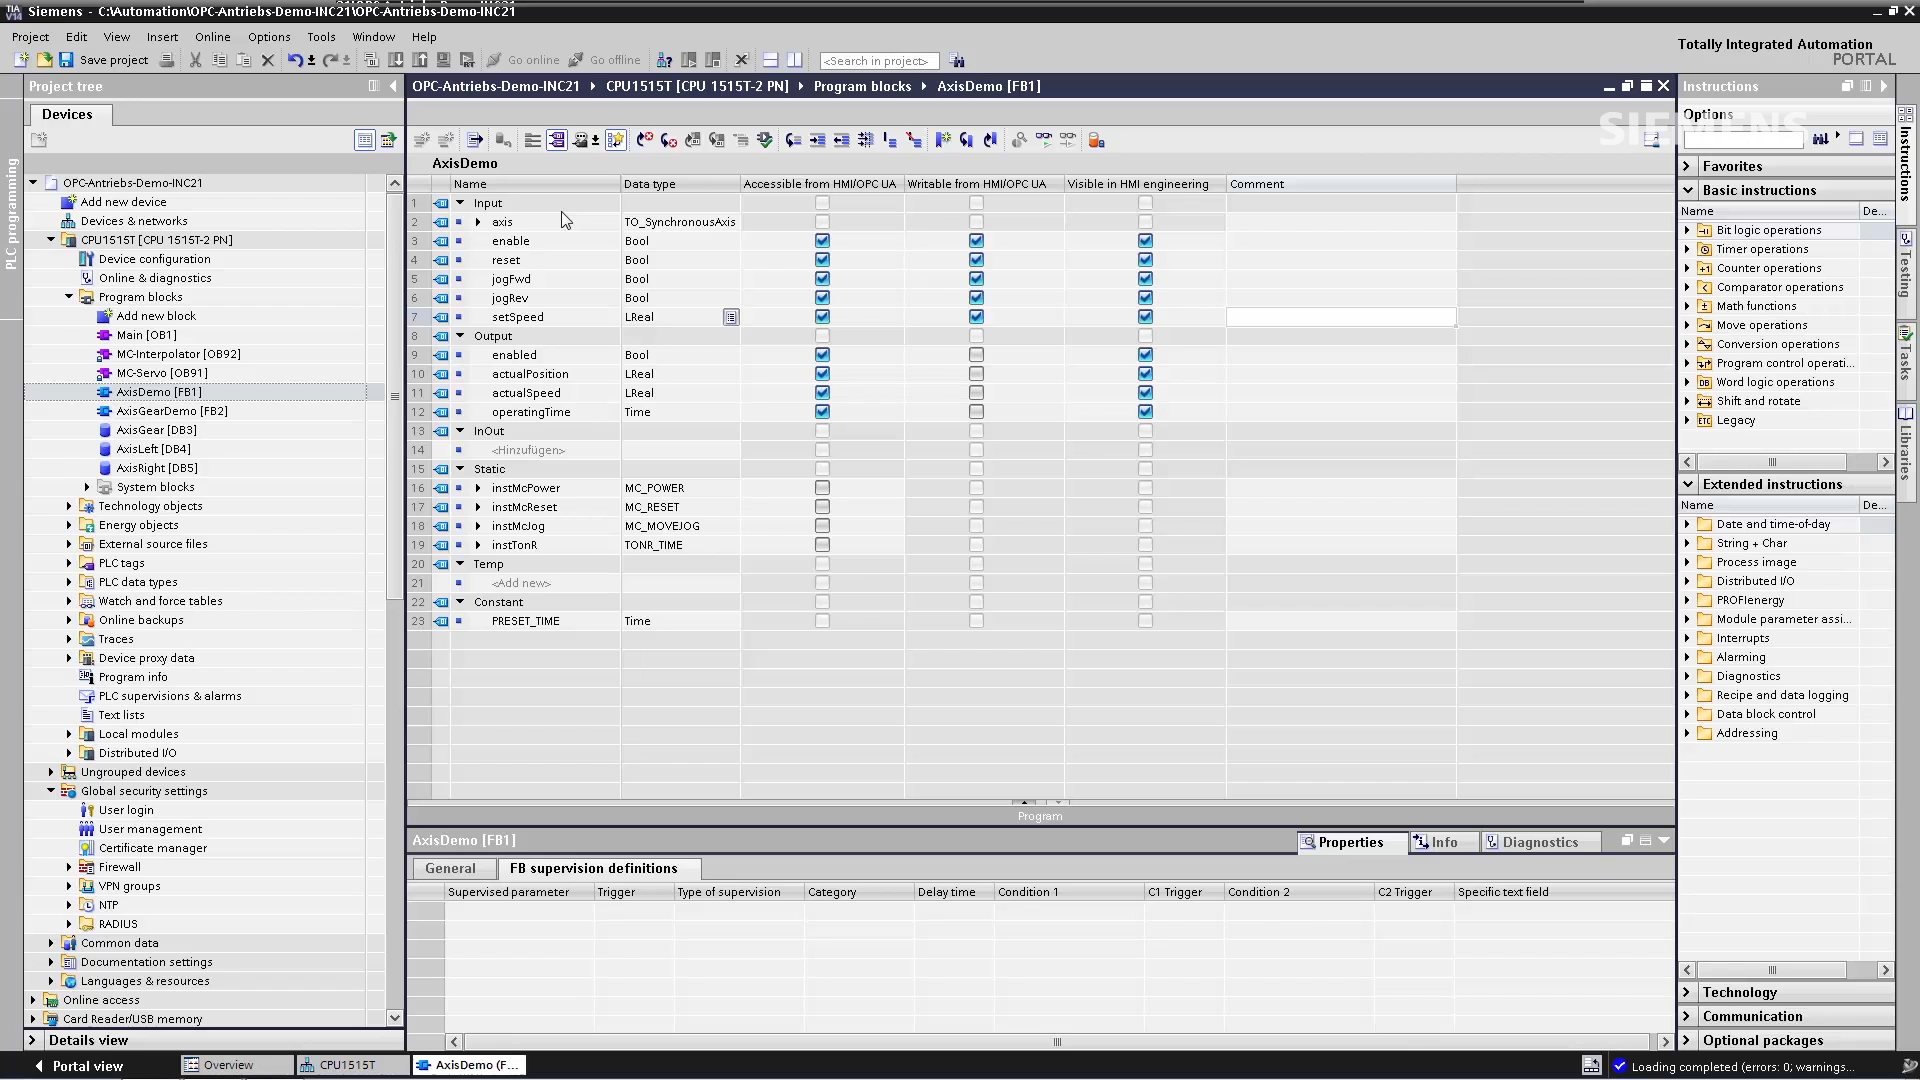 Siemens - C:\Automation\OPC-Antriebs-Demo-INC21\OPC-Antriebs-Demo-INC21
Project Edit View Insert Online Options Tools Window Help
Totally Integrated Automation
PORTAL
Save project Go online Go offline <Search in project>
Project tree
Devices
PLC programming
OPC-Antriebs-Demo-INC21
Add new device
Devices & networks
CPU1515T [CPU 1515T-2 PN]
Device configuration
Online & diagnostics
Program blocks
Add new block
Main [OB1]
MC-Interpolator [OB92]
MC-Servo [OB91]
AxisDemo [FB1]
AxisGearDemo [FB2]
AxisGear [DB3]
AxisLeft [DB4]
AxisRight [DB5]
System blocks
Technology objects
Energy objects
External source files
PLC tags
PLC data types
Watch and force tables
Online backups
Traces
Device proxy data
Program info
PLC supervisions & alarms
Text lists
Local modules
Distributed I/O
Ungrouped devices
Global security settings
User login
User management
Certificate manager
Firewall
VPN groups
NTP
RADIUS
Common data
Documentation settings
Languages & resources
Online access
Card Reader/USB memory
Details view
OPC-Antriebs-Demo-INC21 CPU1515T [CPU 1515T-2 PN] Program blocks AxisDemo [FB1]
SIEMENS
AxisDemo
Name Data type Accessible from HMI/OPC UA Writable from HMI/OPC UA Visible in HMI engineering Comment
1 Input
2 axis TO_SynchronousAxis
3 enable Bool
4 reset Bool
5 jogFwd Bool
6 jogRev Bool
7 setSpeed LReal
8 Output
9 enabled Bool
10 actualPosition LReal
11 actualSpeed LReal
12 operatingTime Time
13 InOut
14 <Hinzufügen>
15 Static
16 instMcPower MC_POWER
17 instMcReset MC_RESET
18 instMcJog MC_MOVEJOG
19 instTonR TONR_TIME
20 Temp
21 <Add new>
22 Constant
23 PRESET_TIME Time
Program
AxisDemo [FB1] Properties Info Diagnostics
General FB supervision definitions
Supervised parameter Trigger Type of supervision Category Delay time Condition 1 C1 Trigger Condition 2 C2 Trigger Specific text field
Instructions
Options
Favorites
Basic instructions
Name De...
Bit logic operations
Timer operations
Counter operations
Comparator operations
Math functions
Move operations
Conversion operations
Program control operati...
Word logic operations
Shift and rotate
Legacy
Extended instructions
Name De...
Date and time-of-day
String + Char
Process image
Distributed I/O
PROFIenergy
Module parameter assi...
Interrupts
Alarming
Diagnostics
Recipe and data logging
Data block control
Addressing
Technology
Communication
Optional packages
Instructions
Testing
Tasks
Libraries
Portal view Overview CPU1515T AxisDemo (F... Loading completed (errors: 0; warnings...